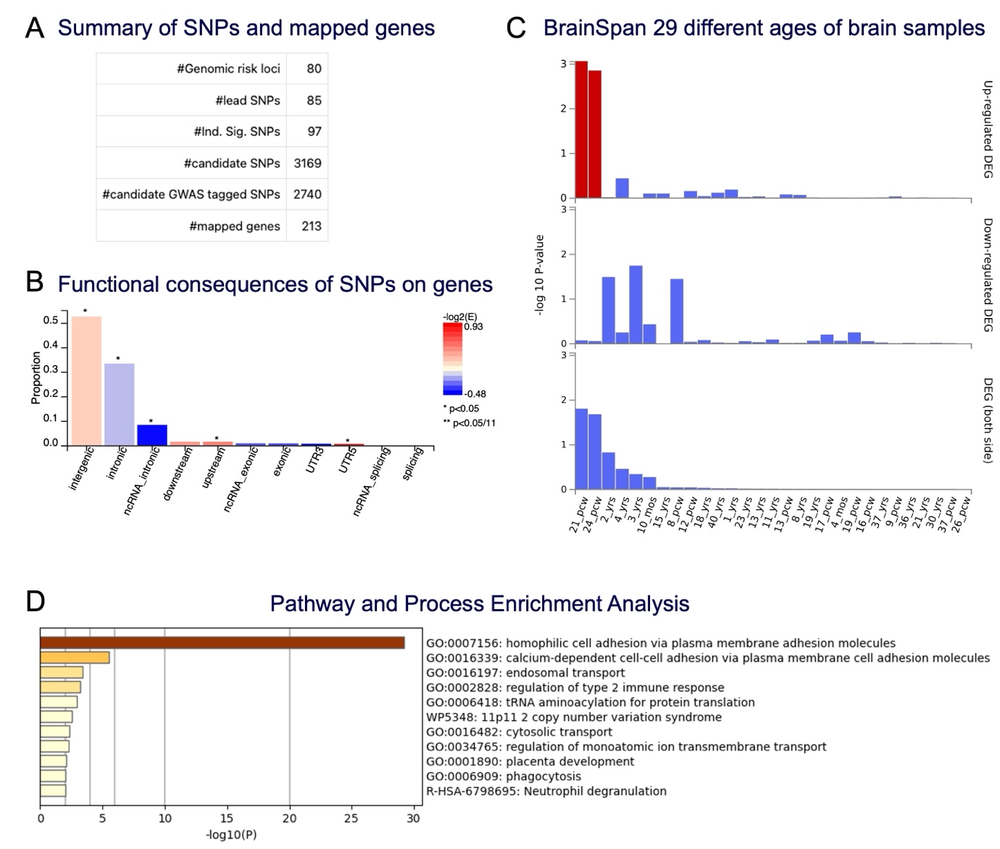 A Summary of SNPs and mapped genes
#Genomic risk loci 80
#lead SNPs 85
#Ind. Sig. SNPs 97
#candidate SNPs 3169
#candidate GWAS tagged SNPs 2740
#mapped genes 213
B Functional consequences of SNPs on genes
Proportion
0.5
0.4
0.3
0.2
0.1
0.0
*
*
*
*
*
intergenic
intronic
ncRNA_intronic
downstream
upstream
ncRNA_exonic
exonic
UTR3
UTR5
ncRNA_splicing
splicing
-log2(E)
0.93
-0.48
* p<0.05
** p<0.05/11
C BrainSpan 29 different ages of brain samples
-log 10 P-value
3
2
1
0
Up-regulated DEG
3
2
1
0
Down-regulated DEG
3
2
1
0
DEG (both side)
21_pcw
24_pcw
2_yrs
4_yrs
3_yrs
10_mos
15_yrs
8_pcw
12_pcw
18_yrs
40_yrs
1_yrs
23_yrs
13_yrs
11_yrs
13_pcw
8_yrs
19_yrs
17_pcw
4_mos
19_pcw
16_pcw
37_yrs
9_pcw
36_yrs
21_yrs
30_yrs
37_pcw
26_pcw
D Pathway and Process Enrichment Analysis
GO:0007156: homophilic cell adhesion via plasma membrane adhesion molecules
GO:0016339: calcium-dependent cell-cell adhesion via plasma membrane cell adhesion molecules
GO:0016197: endosomal transport
GO:0002828: regulation of type 2 immune response
GO:0006418: tRNA aminoacylation for protein translation
WP5348: 11p11 2 copy number variation syndrome
GO:0016482: cytosolic transport
GO:0034765: regulation of monoatomic ion transmembrane transport
GO:0001890: placenta development
GO:0006909: phagocytosis
R-HSA-6798695: Neutrophil degranulation
0 5 10 15 20 25 30
-log10(P)